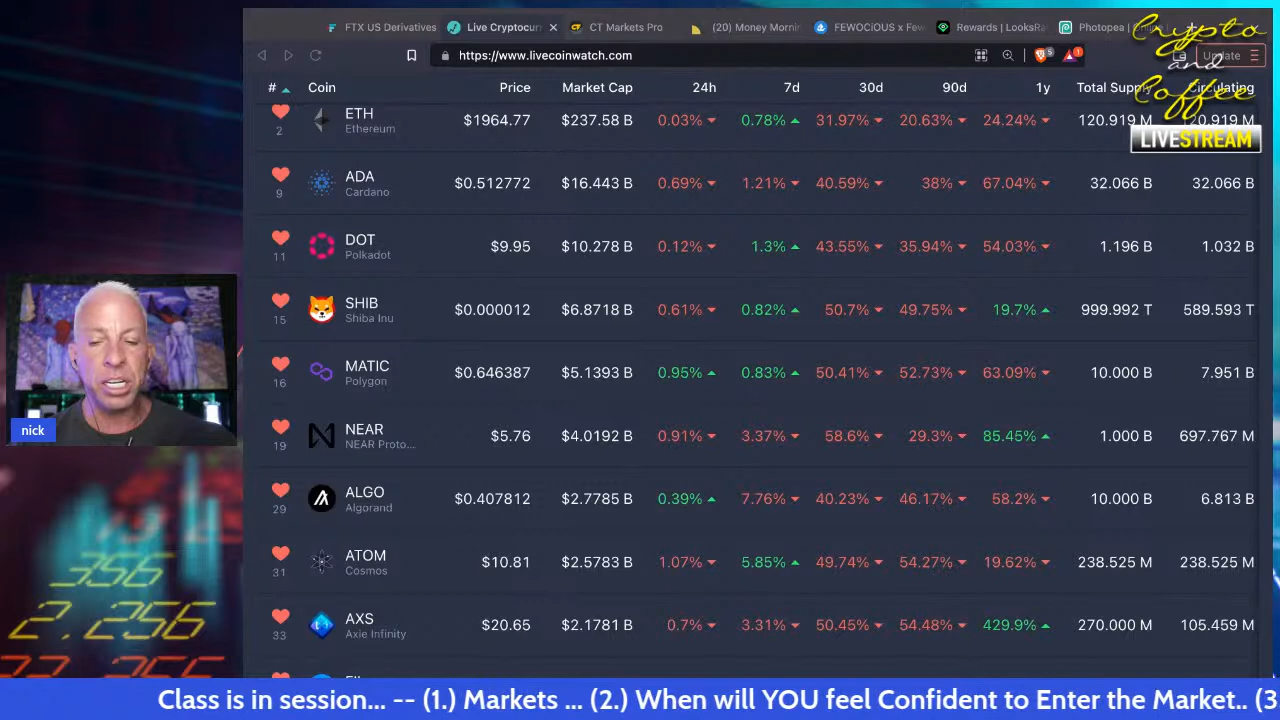 FTX US Derivatives
Live Cryptocur
CT Markets Pro
(20) Money Mornin
FEWOCiOUS x Few
Rewards | LooksRa
Photopea |
https://www.livecoinwatch.com
5
1
Update
Crypto
and
Coffee
LIVESTREAM
# Coin Price Market Cap 24h 7d 30d 90d 1y Total Supply Circulating
ETH $1964.77 $237.58 B 0.03% 0.78% 31.97% 20.63% 24.24% 120.919 M 120.919 M
2 Ethereum
ADA $0.512772 $16.443 B 0.69% 1.21% 40.59% 38% 67.04% 32.066 B 32.066 B
9 Cardano
DOT $9.95 $10.278 B 0.12% 1.3% 43.55% 35.94% 54.03% 1.196 B 1.032 B
11 Polkadot
SHIB $0.000012 $6.8718 B 0.61% 0.82% 50.7% 49.75% 19.7% 999.992 T 589.593 T
15 Shiba Inu
MATIC $0.646387 $5.1393 B 0.95% 0.83% 50.41% 52.73% 63.09% 10.000 B 7.951 B
16 Polygon
NEAR $5.76 $4.0192 B 0.91% 3.37% 58.6% 29.3% 85.45% 1.000 B 697.767 M
19 NEAR Proto...
ALGO $0.407812 $2.7785 B 0.39% 7.76% 40.23% 46.17% 58.2% 10.000 B 6.813 B
29 Algorand
ATOM $10.81 $2.5783 B 1.07% 5.85% 49.74% 54.27% 19.62% 238.525 M 238.525 M
31 Cosmos
AXS $20.65 $2.1781 B 0.7% 3.31% 50.45% 54.48% 429.9% 270.000 M 105.459 M
33 Axie Infinity
nick
356
2.256
Class is in session... -- (1.) Markets ... (2.) When will YOU feel Confident to Enter the Market.. (3